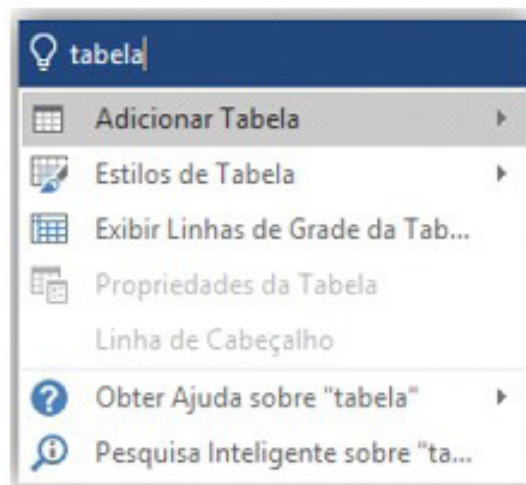 tabela
Adicionar Tabela
Estilos de Tabela
Exibir Linhas de Grade da Tab...
Propriedades da Tabela
Linha de Cabeçalho
Obter Ajuda sobre "tabela"
Pesquisa Inteligente sobre "ta...